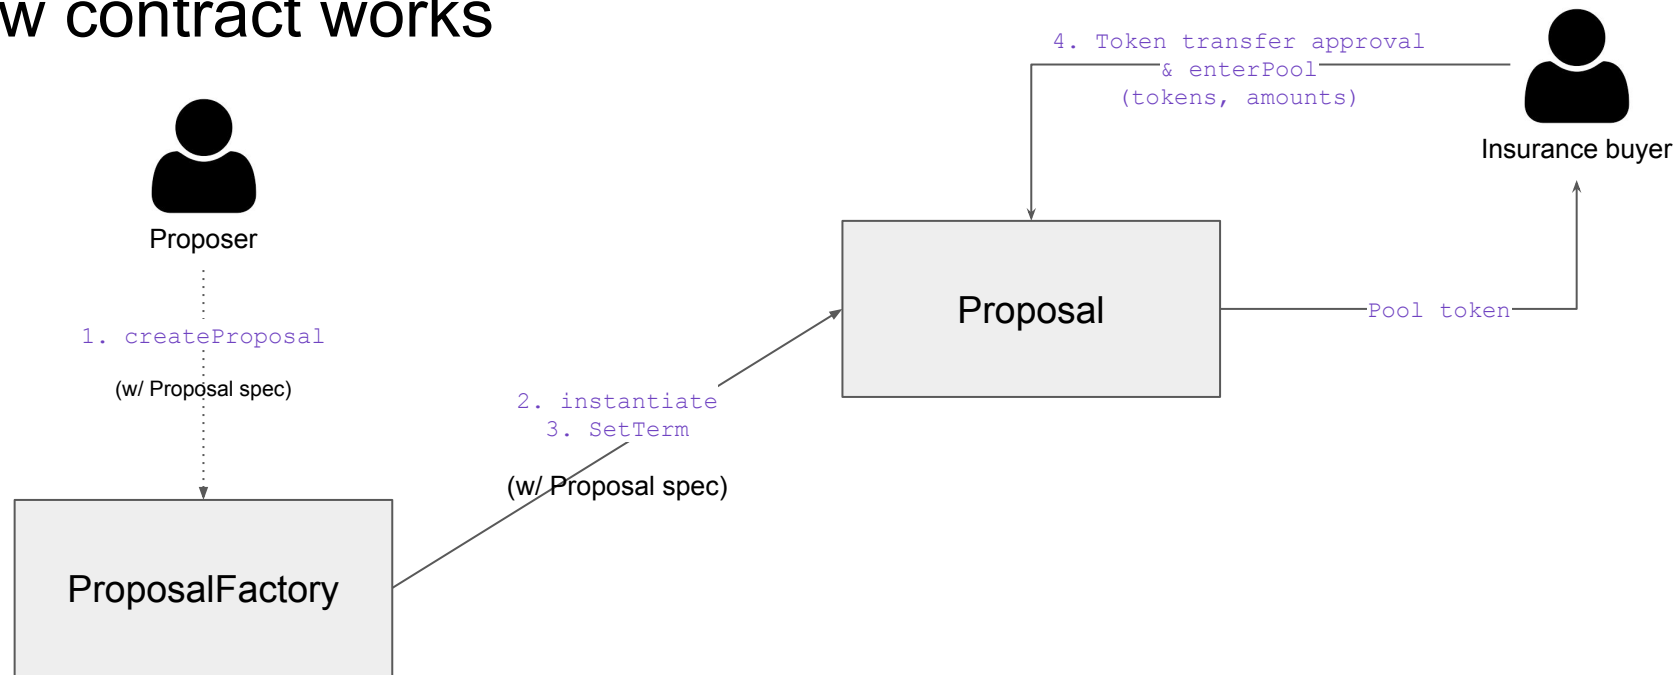 w contract works
4. Token transfer approval
& enterPool
(tokens, amounts)
Insurance buyer
Proposer
1. createProposal
(w/ Proposal spec)
Proposal
Pool token
2. instantiate
3. SetTerm
(w/ Proposal spec)
ProposalFactory